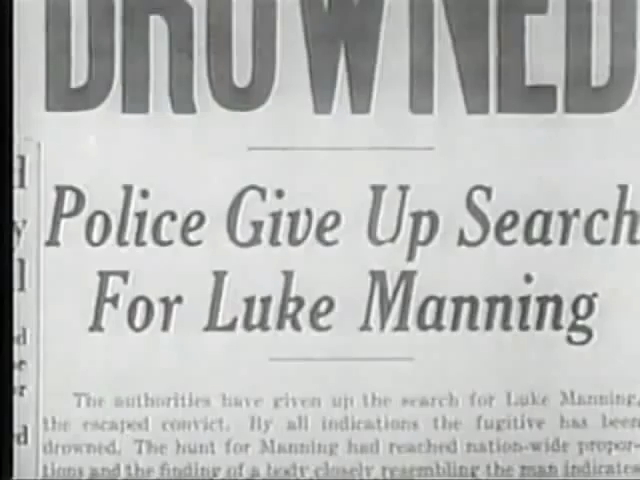 DROWNED
Police Give Up Search
For Luke Manning
The authorities have given up the search for Luke Manning,
the escaped convict. By all indications the fugitive has been
drowned. The hunt for Manning had reached nation-wide propor-
tions and the finding of a body closely resembling the man indicates